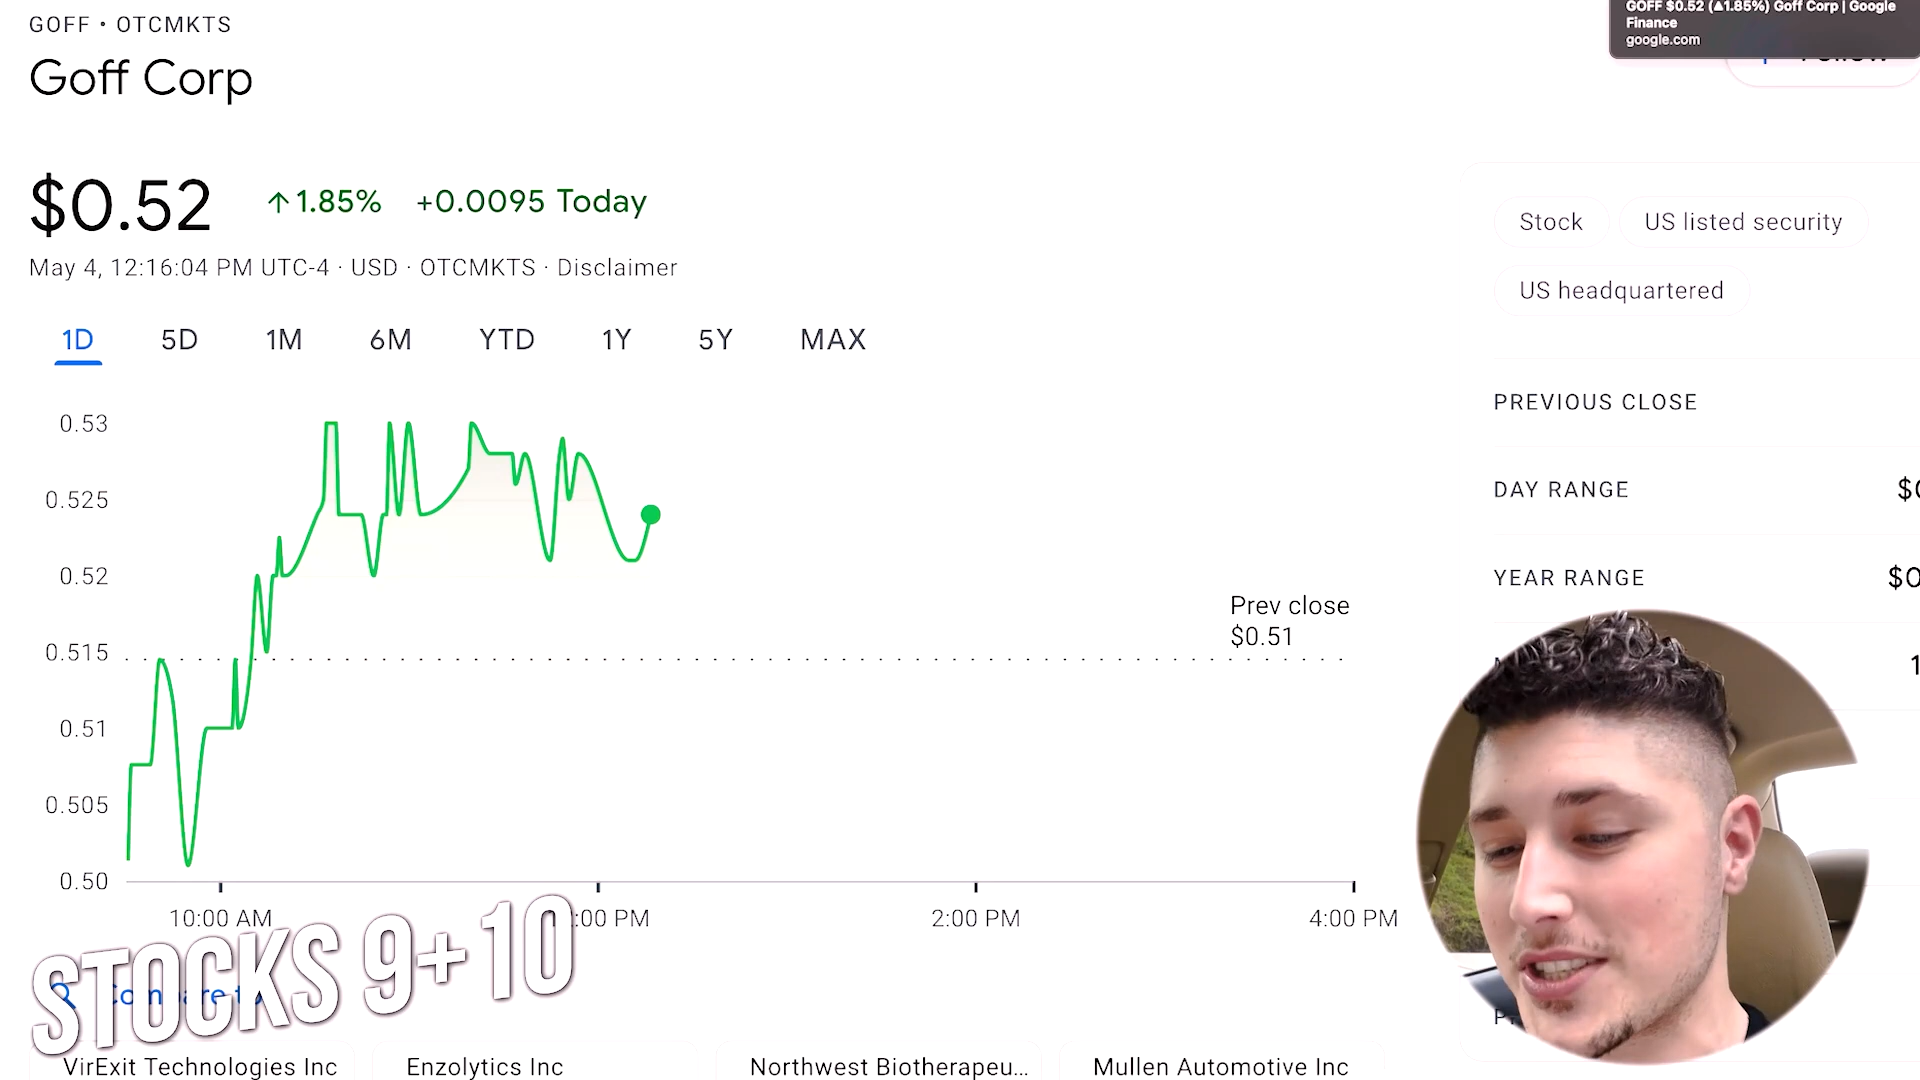 GOFF • OTCMKTS
GOFF $0.52 (▲1.85%) Goff Corp | Google
Finance
google.com
Goff Corp
Follow
$0.52 ↑1.85% +0.0095 Today
May 4, 12:16:04 PM UTC-4 · USD · OTCMKTS · Disclaimer
Stock
US listed security
US headquartered
1D 5D 1M 6M YTD 1Y 5Y MAX
PREVIOUS CLOSE
DAY RANGE
YEAR RANGE
0.53
0.525
0.52
0.515
0.51
0.505
0.50
Prev close
$0.51
10:00 AM
2:00 PM
4:00 PM
STOCKS 9+10
Compare to
VirExit Technologies Inc
Enzolytics Inc
Northwest Biotherapeu...
Mullen Automotive Inc